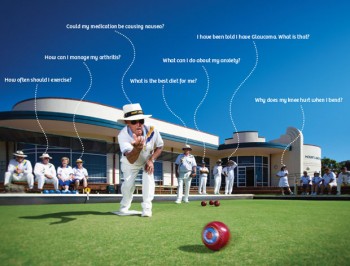 Could my medication be causing nausea?
I have been told I have Glaucoma. What is that?
How can I manage my arthritis?
What can I do about my anxiety?
How often should I exercise?
What is the best diet for me?
Why does my knee hurt when I bend?